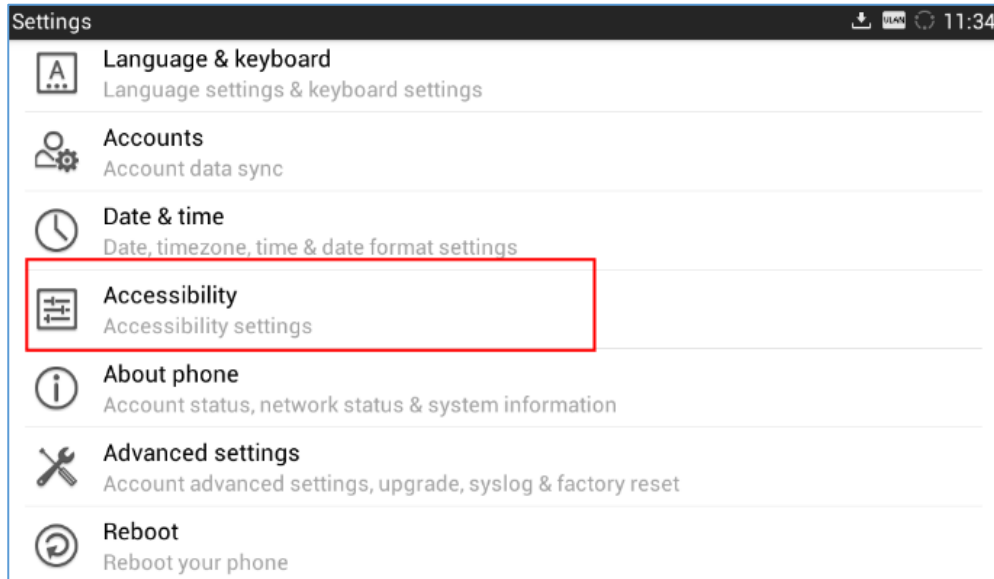 Settings
VLAN
11:34
Language & keyboard
Language settings & keyboard settings
Accounts
Account data sync
Date & time
Date, timezone, time & date format settings
Accessibility
Accessibility settings
About phone
Account status, network status & system information
Advanced settings
Account advanced settings, upgrade, syslog & factory reset
Reboot
Reboot your phone